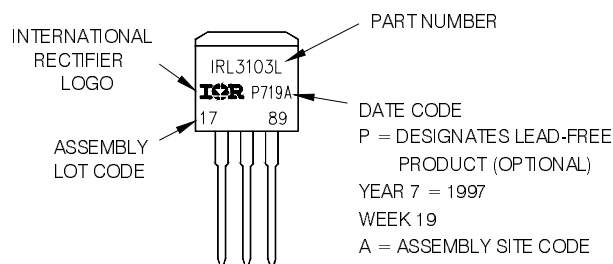 INTERNATIONAL
RECTIFIER
LOGO
ASSEMBLY
LOT CODE
IRL3103L
IOR P719A
17 89
PART NUMBER
DATE CODE
P = DESIGNATES LEAD-FREE
PRODUCT (OPTIONAL)
YEAR 7 = 1997
WEEK 19
A = ASSEMBLY SITE CODE